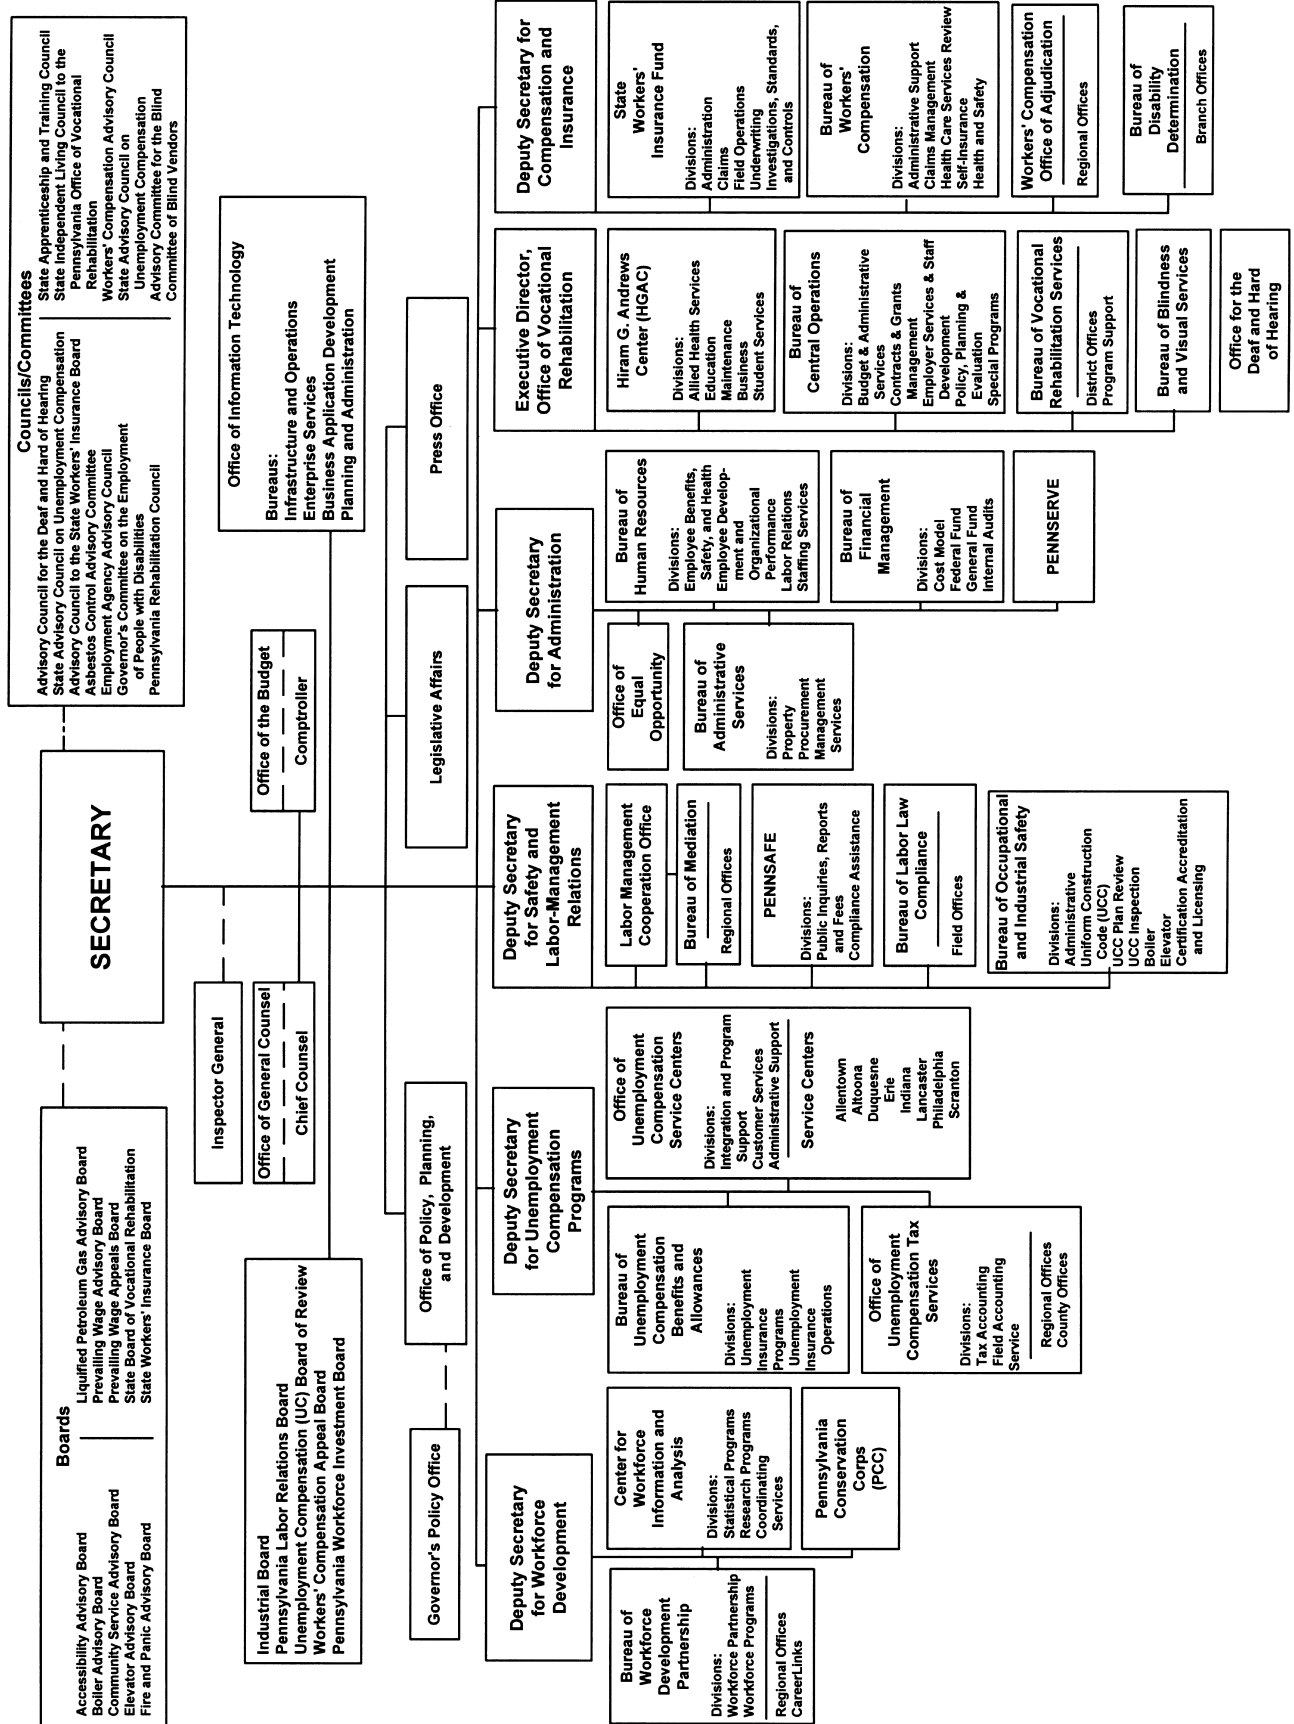 SECRETARY
Boards
Accessibility Advisory Board
Boiler Advisory Board
Community Service Advisory Board
Elevator Advisory Board
Fire and Panic Advisory Board
Liquified Petroleum Gas Advisory Board
Prevailing Wage Advisory Board
Prevailing Wage Appeals Board
State Board of Vocational Rehabilitation
State Workers' Insurance Board
Councils/Committees
Advisory Council for the Deaf and Hard of Hearing
State Advisory Council on Unemployment Compensation
Advisory Council to the State Workers' Insurance Board
Asbestos Control Advisory Committee
Employment Agency Advisory Council
Governor's Committee on the Employment
of People with Disabilities
Pennsylvania Rehabilitation Council
State Apprenticeship and Training Council
State Independent Living Council to the
Pennsylvania Office of Vocational
Rehabilitation
Workers' Compensation Advisory Council
State Advisory Council on
Unemployment Compensation
Advisory Committee for the Blind
Committee of Blind Vendors
Inspector General
Office of General Counsel
Chief Counsel
Office of the Budget
Comptroller
Industrial Board
Pennsylvania Labor Relations Board
Unemployment Compensation (UC) Board of Review
Workers' Compensation Appeal Board
Pennsylvania Workforce Investment Board
Office of Information Technology
Bureaus:
Infrastructure and Operations
Enterprise Services
Business Application Development
Planning and Administration
Governor's Policy Office
Office of Policy, Planning,
and Development
Legislative Affairs
Press Office
Deputy Secretary
for Workforce
Development
Bureau of
Workforce
Development
Partnership
Divisions:
Workforce Partnership
Workforce Programs
Regional Offices
CareerLinks
Center for
Workforce
Information and
Analysis
Divisions:
Statistical Programs
Research Programs
Coordinating
Services
Pennsylvania
Conservation
Corps
(PCC)
Deputy Secretary
for Unemployment
Compensation
Programs
Bureau of
Unemployment
Compensation
Benefits and
Allowances
Divisions:
Unemployment
Insurance
Programs
Unemployment
Insurance
Operations
Office of
Unemployment
Compensation Tax
Services
Divisions:
Tax Accounting
Field Accounting
Service
Regional Offices
County Offices
Office of
Unemployment
Compensation
Service Centers
Divisions:
Integration and Program
Support
Customer Services
Administrative Support
Service Centers
Allentown
Altoona
Duquesne
Erie
Indiana
Lancaster
Philadelphia
Scranton
Deputy Secretary
for Safety and
Labor-Management
Relations
Labor Management
Cooperation Office
Bureau of Mediation
Regional Offices
PENNSAFE
Divisions:
Public Inquiries, Reports
and Fees
Compliance Assistance
Bureau of Labor Law
Compliance
Field Offices
Bureau of Occupational
and Industrial Safety
Divisions:
Administrative
Uniform Construction
Code (UCC)
UCC Plan Review
UCC Inspection
Boiler
Elevator
Certification Accreditation
and Licensing
Deputy Secretary
for Administration
Office of
Equal
Opportunity
Bureau of
Administrative
Services
Divisions:
Property
Procurement
Management
Services
Bureau of
Human Resources
Divisions:
Employee Benefits,
Safety, and Health
Employee Develop-
ment and
Organizational
Performance
Labor Relations
Staffing Services
Bureau of
Financial
Management
Divisions:
Cost Model
Federal Fund
General Fund
Internal Audits
PENNSERVE
Executive Director,
Office of Vocational
Rehabilitation
Hiram G. Andrews
Center (HGAC)
Divisions:
Allied Health Services
Education
Maintenance
Business
Student Services
Bureau of
Central Operations
Divisions:
Budget & Administrative
Services
Contracts & Grants
Management
Employer Services & Staff
Development
Policy, Planning &
Evaluation
Special Programs
Bureau of Vocational
Rehabilitation Services
District Offices
Program Support
Bureau of Blindness
and Visual Services
Office for the
Deaf and Hard
of Hearing
Deputy Secretary for
Compensation and
Insurance
State
Workers'
Insurance Fund
Divisions:
Administration
Claims
Field Operations
Underwriting
Investigations, Standards,
and Controls
Bureau of
Workers'
Compensation
Divisions:
Administrative Support
Claims Management
Health Care Services Review
Self-Insurance
Health and Safety
Workers' Compensation
Office of Adjudication
Regional Offices
Bureau of
Disability
Determination
Branch Offices